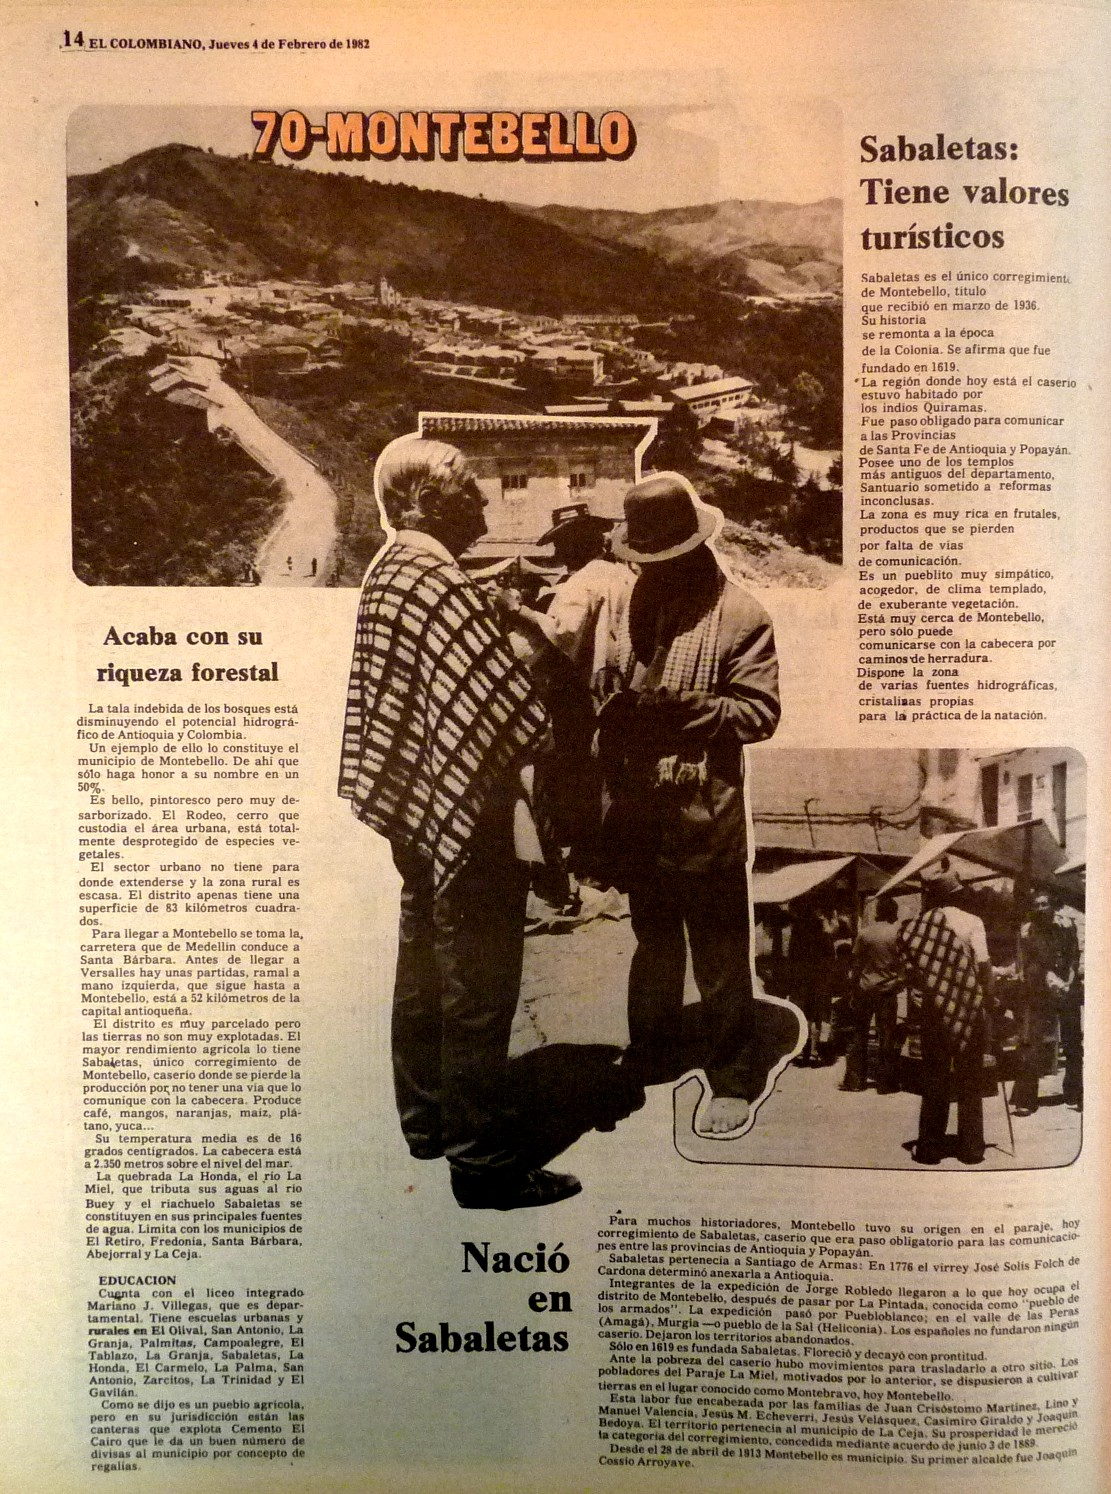 14 EL COLOMBIANO, Jueves 4 de Febrero de 1982
70-MONTEBELLO
Sabaletas:
Tiene valores
turísticos
Sabaletas es el único corregimiento
de Montebello, título
que recibió en marzo de 1936.
Su historia
se remonta a la época
de la Colonia. Se afirma que fue
fundado en 1619.
La región donde hoy está el caserio
estuvo habitado por
los indios Quiramas.
Fue paso obligado para comunicar
a las Provincias
de Santa Fe de Antioquia y Popayán.
Posee uno de los templos
más antiguos del departamento,
Santuario sometido a reformas
inconclusas.
La zona es muy rica en frutales,
productos que se pierden
por falta de vías
de comunicación.
Es un pueblito muy simpático,
acogedor, de clima templado,
de exuberante vegetación.
Está muy cerca de Montebello,
pero sólo puede
comunicarse con la cabecera por
caminos de herradura.
Dispone la zona
de varias fuentes hidrográficas,
cristalinas propias
para la práctica de la natación.
Acaba con su
riqueza forestal
La tala indebida de los bosques está
disminuyendo el potencial hidrográ-
fico de Antioquia y Colombia.
Un ejemplo de ello lo constituye el
municipio de Montebello. De ahí que
sólo haga honor a su nombre en un
50%.
Es bello, pintoresco pero muy de-
sarborizado. El Rodeo, cerro que
custodia el área urbana, está total-
mente desprotegido de especies ve-
getales.
El sector urbano no tiene para
donde extenderse y la zona rural es
escasa. El distrito apenas tiene una
superficie de 83 kilómetros cuadra-
dos.
Para llegar a Montebello se toma la
carretera que de Medellín conduce a
Santa Bárbara. Antes de llegar a
Versalles hay unas partidas, ramal a
mano izquierda, que sigue hasta a
Montebello, está a 52 kilómetros de la
capital antioqueña.
El distrito es muy parcelado pero
las tierras no son muy explotadas. El
mayor rendimiento agrícola lo tiene
Sabaletas, único corregimiento de
Montebello, caserío donde se pierde la
producción por no tener una vía que lo
comunique con la cabecera. Produce
café, mangos, naranjas, maiz, plá-
tano, yuca...
Su temperatura media es de 16
grados centígrados. La cabecera está
a 2.350 metros sobre el nivel del mar.
La quebrada La Honda, el río La
Miel, que tributa sus aguas al río
Buey y el riachuelo Sabaletas se
constituyen en sus principales fuentes
de agua. Limita con los municipios de
El Retiro, Fredonia, Santa Bárbara,
Abejorral y La Ceja.
EDUCACION
Cuenta con el liceo integrado
Mariano J. Villegas, que es depar-
tamental. Tiene escuelas urbanas y
rurales en El Olival, San Antonio, La
Granja, Palmitas, Campoalegre, El
Tablazo, La Granja, Sabaletas, La
Honda, El Carmelo, La Palma, San
Antonio, Zarcitos, La Trinidad y El
Gavilán.
Como se dijo es un pueblo agrícola,
pero en su jurisdicción están las
canteras que explota Cemento El
Cairo que le da un buen número de
divisas al municipio por concepto de
regalías.
Nació
en
Sabaletas
Para muchos historiadores, Montebello tuvo su origen en el paraje, hoy
corregimiento de Sabaletas, caserío que era paso obligatorio para las comunicacio-
nes entre las provincias de Antioquia y Popayán.
Sabaletas pertenecía a Santiago de Armas: En 1776 el virrey José Solís Folch de
Cardona determinó anexarla a Antioquia.
Integrantes de la expedición de Jorge Robledo llegaron a lo que hoy ocupa el
distrito de Montebello, después de pasar por La Pintada, conocida como "pueblo de
los armados". La expedición pasó por Puebloblanco; en el valle de las Peras
(Amagá), Murgia —o pueblo de la Sal (Heliconia). Los españoles no fundaron ningún
caserío. Dejaron los territorios abandonados.
Sólo en 1619 es fundada Sabaletas. Floreció y decayó con prontitud.
Ante la pobreza del caserío hubo movimientos para trasladarlo a otro sitio. Los
pobladores del Paraje La Miel, motivados por lo anterior, se dispusieron a cultivar
tierras en el lugar conocido como Montebravo, hoy Montebello.
Esta labor fue encabezada por las familias de Juan Crisóstomo Martínez, Lino y
Manuel Valencia, Jesús M. Echeverri, Jesús Velásquez, Casimiro Giraldo y Joaquín
Bedoya. El territorio pertenecía al municipio de La Ceja. Su prosperidad le mereció
la categoría del corregimiento, concedida mediante acuerdo de junio 3 de 1889.
Desde el 28 de abril de 1913 Montebello es municipio. Su primer alcalde fue Joaquín
Cossio Arroyave.